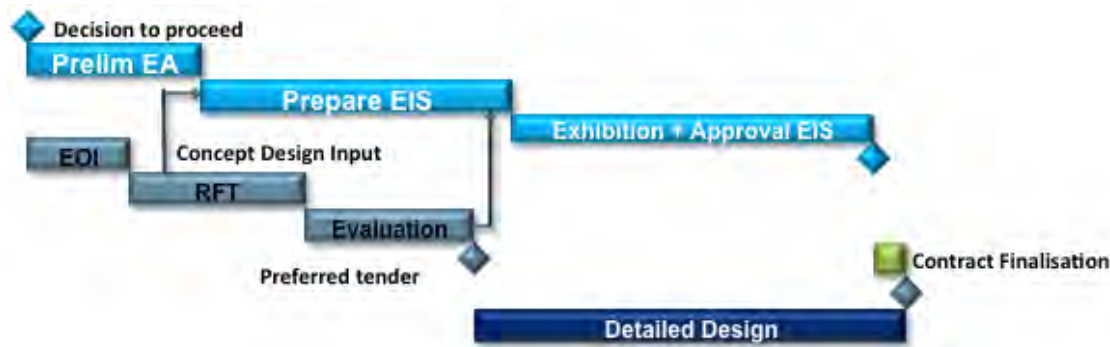 Decision to proceed
Prelim EA
Prepare EIS
Exhibition + Approval EIS
EOI
Concept Design Input
RFT
Evaluation
Preferred tender
Contract Finalisation
Detailed Design